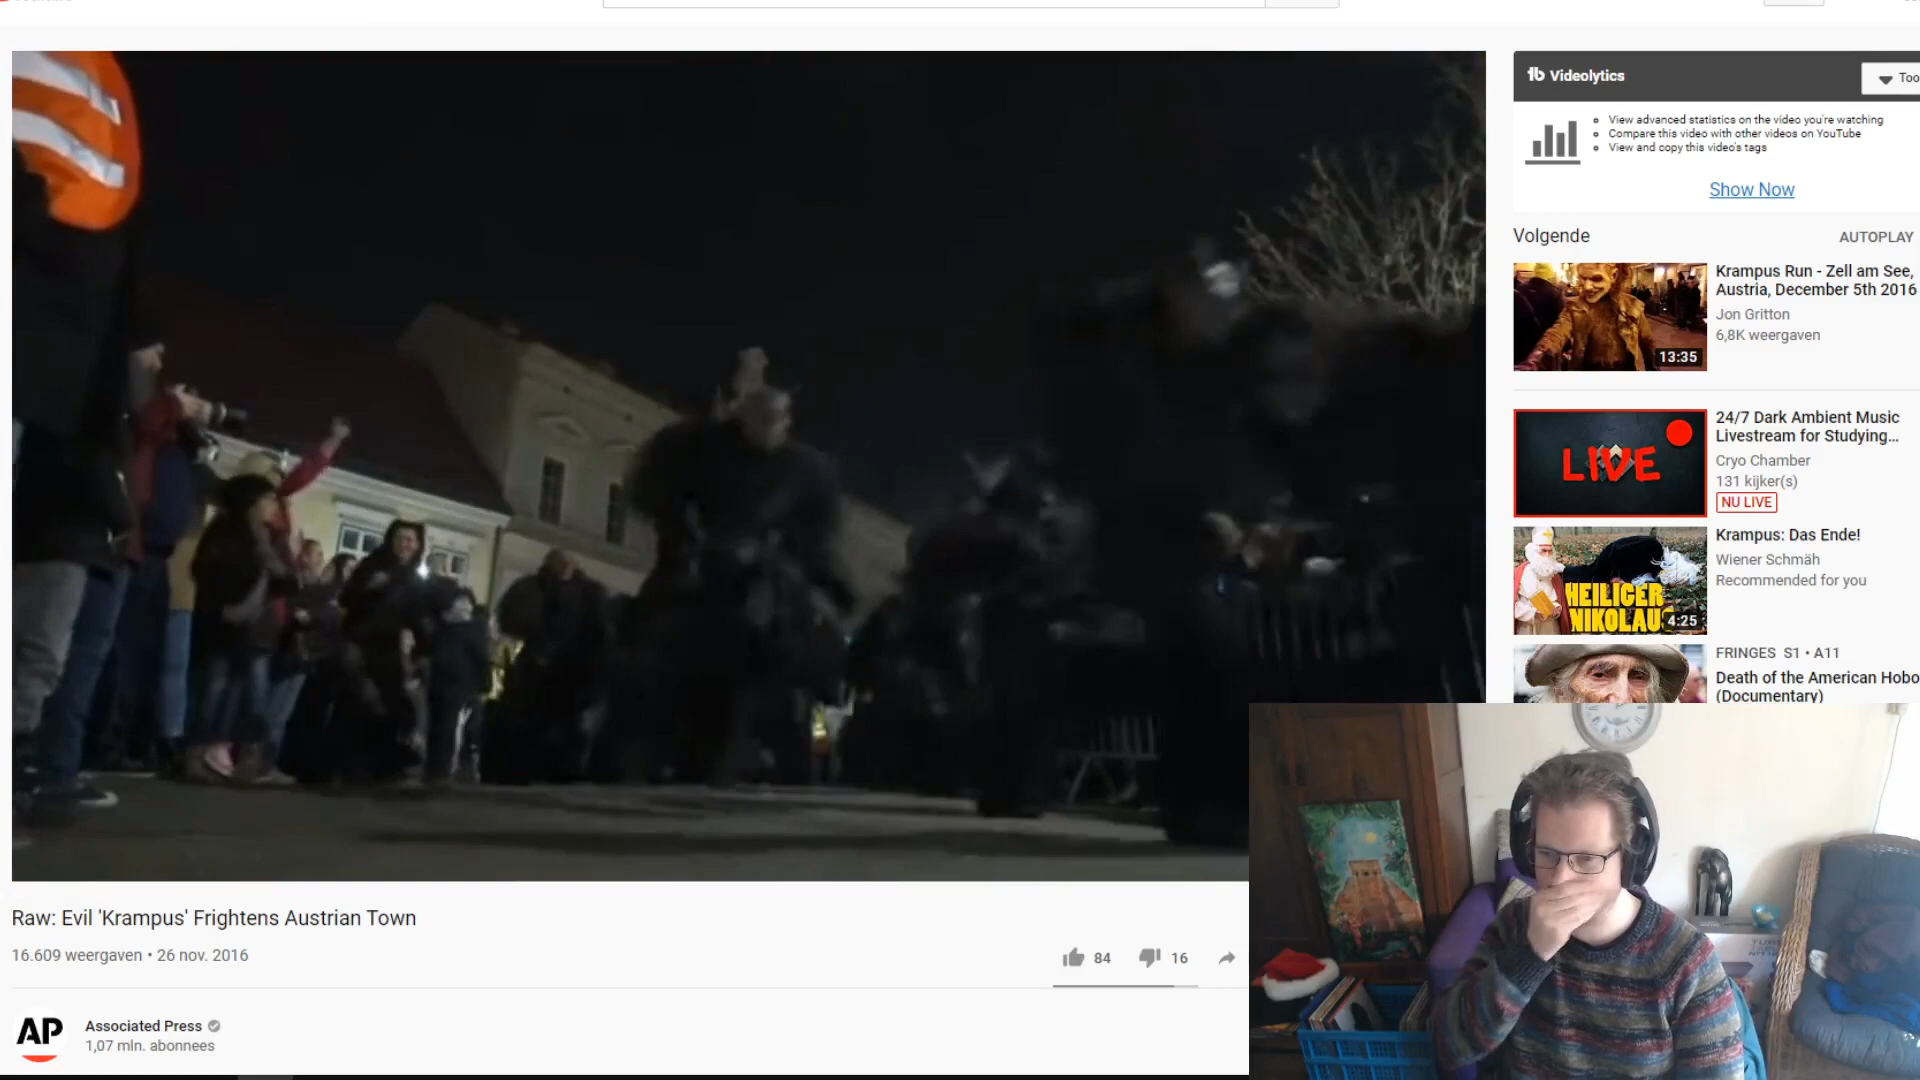 Videolytics
Too
View advanced statistics on the video you're watching
Compare this video with other videos on YouTube
View and copy this video's tags
Show Now
Volgende
AUTOPLAY
Krampus Run - Zell am See,
Austria, December 5th 2016
Jon Gritton
6,8K weergaven
13:35
24/7 Dark Ambient Music
Livestream for Studying...
Cryo Chamber
131 kijker(s)
NU LIVE
LIVE
Krampus: Das Ende!
Wiener Schmäh
Recommended for you
HEILIGER
NIKOLAUS
4:25
FRINGES S1 • A11
Death of the American Hobo
(Documentary)
Raw: Evil 'Krampus' Frightens Austrian Town
16.609 weergaven • 26 nov. 2016
84
16
AP
Associated Press
1,07 mln. abonnees